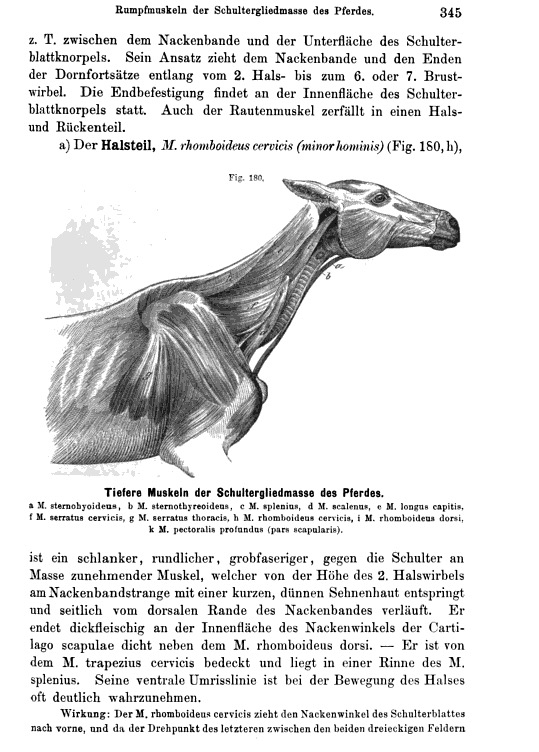 Rumpfmuskeln der Schultergliedmasse des Pferdes. 345
z. T. zwischen dem Nackenbande und der Unterfläche des Schulter-
blattknorpels. Sein Ansatz zieht dem Nackenbande und den Enden
der Dornfortsätze entlang vom 2. Hals- bis zum 6. oder 7. Brust-
wirbel. Die Endbefestigung findet an der Innenfläche des Schulter-
blattknorpels statt. Auch der Rautenmuskel zerfällt in einen Hals-
und Rückenteil.
a) Der Halsteil, M. rhomboideus cervicis (minor hominis) (Fig. 180, h),
Fig. 180.
a
b
g
Tiefere Muskeln der Schultergliedmasse des Pferdes.
a M. sternohyoideus, b M. sternothyreoideus, c M. splenius, d M. scalenus, e M. longus capitis,
f M. serratus cervicis, g M. serratus thoracis, h M. rhomboideus cervicis, i M. rhomboideus dorsi,
k M. pectoralis profundus (pars scapularis).
ist ein schlanker, rundlicher, grobfaseriger, gegen die Schulter an
Masse zunehmender Muskel, welcher von der Höhe des 2. Halswirbels
am Nackenbandstrange mit einer kurzen, dünnen Sehnenhaut entspringt
und seitlich vom dorsalen Rande des Nackenbandes verläuft. Er
endet dickfleischig an der Innenfläche des Nackenwinkels der Carti-
lago scapulae dicht neben dem M. rhomboideus dorsi. — Er ist von
dem M. trapezius cervicis bedeckt und liegt in einer Rinne des M.
splenius. Seine ventrale Umrisslinie ist bei der Bewegung des Halses
oft deutlich wahrzunehmen.
Wirkung: Der M. rhomboideus cervicis zieht den Nackenwinkel des Schulterblattes
nach vorne, und da der Drehpunkt des letzteren zwischen den beiden dreieckigen Feldern